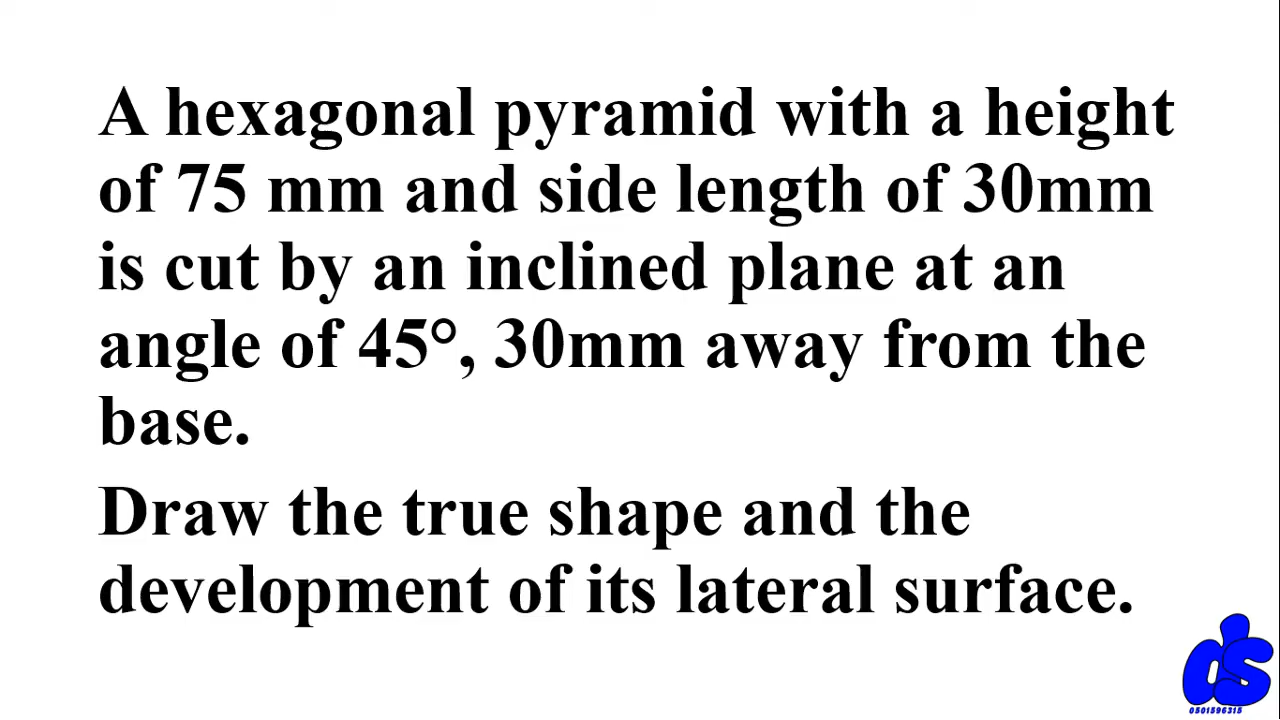 A hexagonal pyramid with a height
of 75 mm and side length of 30mm
is cut by an inclined plane at an
angle of 45°, 30mm away from the
base.
Draw the true shape and the
development of its lateral surface.
ds
0501596315